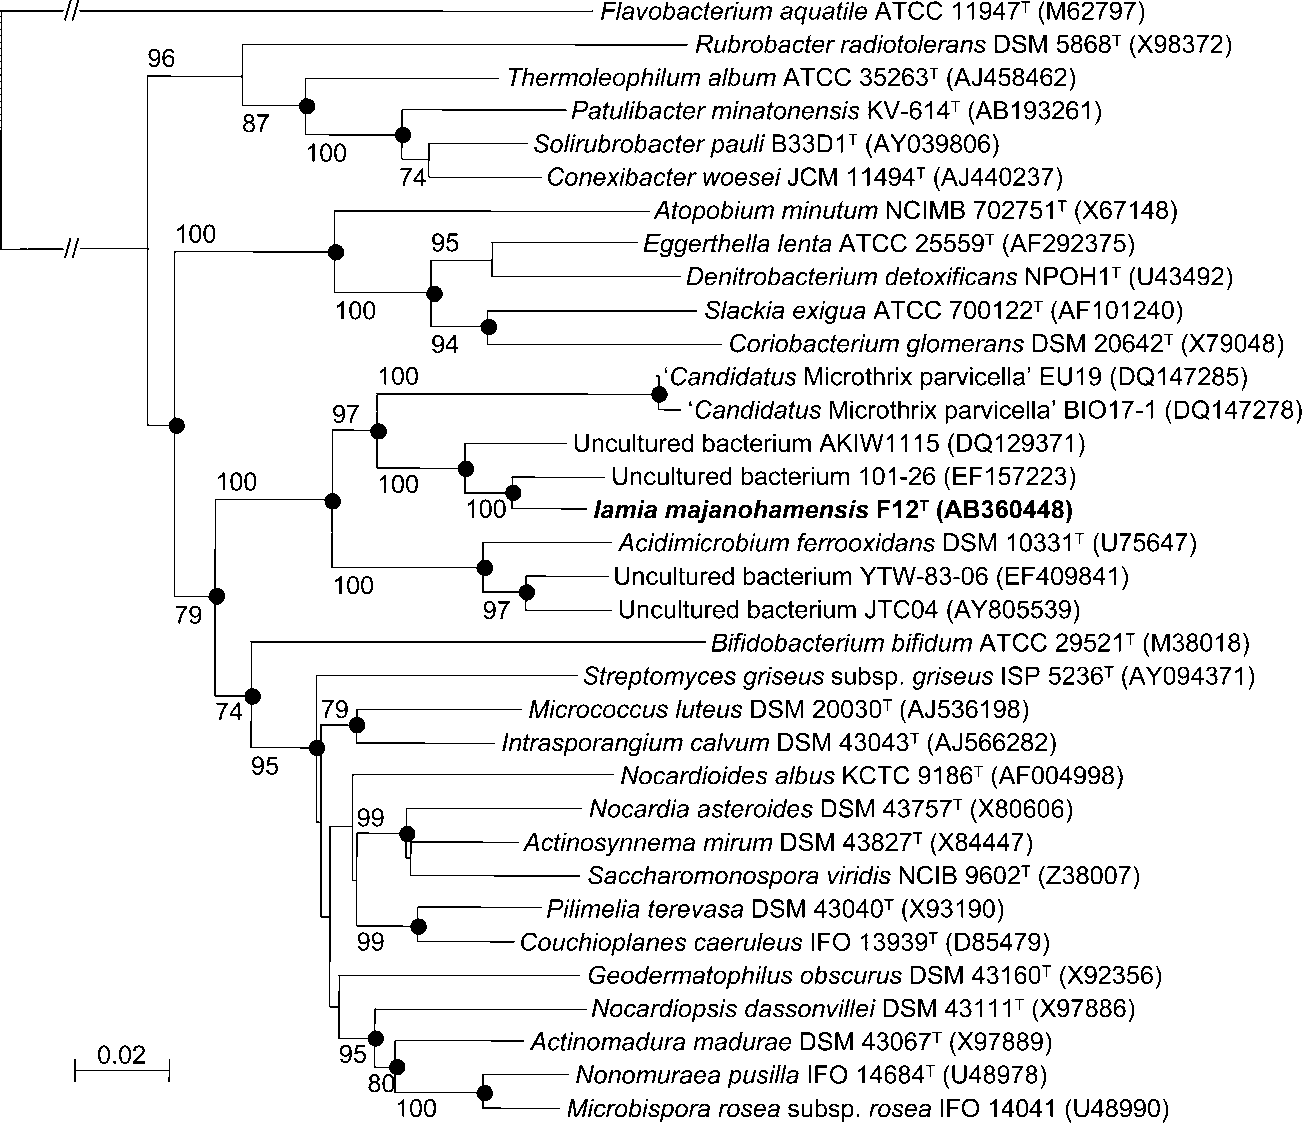 Flavobacterium aquatile ATCC 11947ᵀ (M62797)
Rubrobacter radiotolerans DSM 5868ᵀ (X98372)
96
Thermoleophilum album ATCC 35263ᵀ (AJ458462)
Patulibacter minatonensis KV-614ᵀ (AB193261)
87
Solirubrobacter pauli B33D1ᵀ (AY039806)
100
Conexibacter woesei JCM 11494ᵀ (AJ440237)
74
Atopobium minutum NCIMB 702751ᵀ (X67148)
100
Eggerthella lenta ATCC 25559ᵀ (AF292375)
95
Denitrobacterium detoxificans NPOH1ᵀ (U43492)
Slackia exigua ATCC 700122ᵀ (AF101240)
100
Coriobacterium glomerans DSM 20642ᵀ (X79048)
94
‘Candidatus Microthrix parvicella’ EU19 (DQ147285)
100
‘Candidatus Microthrix parvicella’ BIO17-1 (DQ147278)
97
Uncultured bacterium AKIW1115 (DQ129371)
Uncultured bacterium 101-26 (EF157223)
100
100
Iamia majanohamensis F12ᵀ (AB360448)
100
Acidimicrobium ferrooxidans DSM 10331ᵀ (U75647)
Uncultured bacterium YTW-83-06 (EF409841)
100
Uncultured bacterium JTC04 (AY805539)
97
79
Bifidobacterium bifidum ATCC 29521ᵀ (M38018)
Streptomyces griseus subsp. griseus ISP 5236ᵀ (AY094371)
Micrococcus luteus DSM 20030ᵀ (AJ536198)
79
74
Intrasporangium calvum DSM 43043ᵀ (AJ566282)
95
Nocardioides albus KCTC 9186ᵀ (AF004998)
Nocardia asteroides DSM 43757ᵀ (X80606)
99
Actinosynnema mirum DSM 43827ᵀ (X84447)
Saccharomonospora viridis NCIB 9602ᵀ (Z38007)
Pilimelia terevasa DSM 43040ᵀ (X93190)
Couchioplanes caeruleus IFO 13939ᵀ (D85479)
99
Geodermatophilus obscurus DSM 43160ᵀ (X92356)
Nocardiopsis dassonvillei DSM 43111ᵀ (X97886)
Actinomadura madurae DSM 43067ᵀ (X97889)
95
0.02
Nonomuraea pusilla IFO 14684ᵀ (U48978)
80
Microbispora rosea subsp. rosea IFO 14041 (U48990)
100